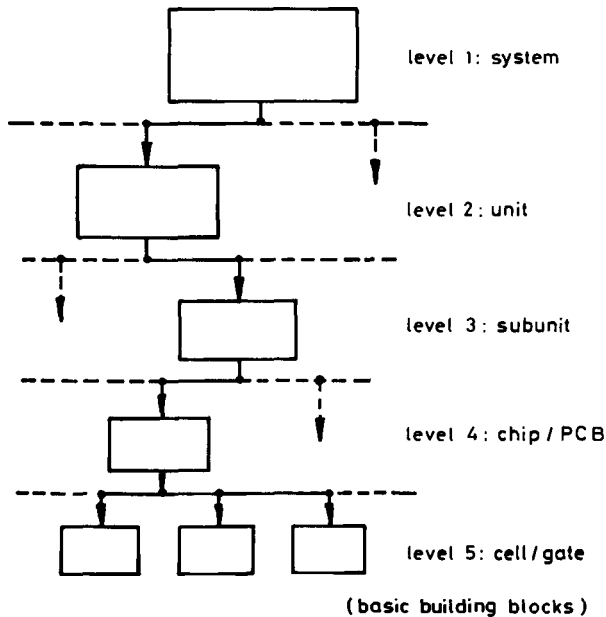 level 1: system
level 2: unit
level 3: subunit
level 4: chip / PCB
level 5: cell/gate
(basic building blocks)